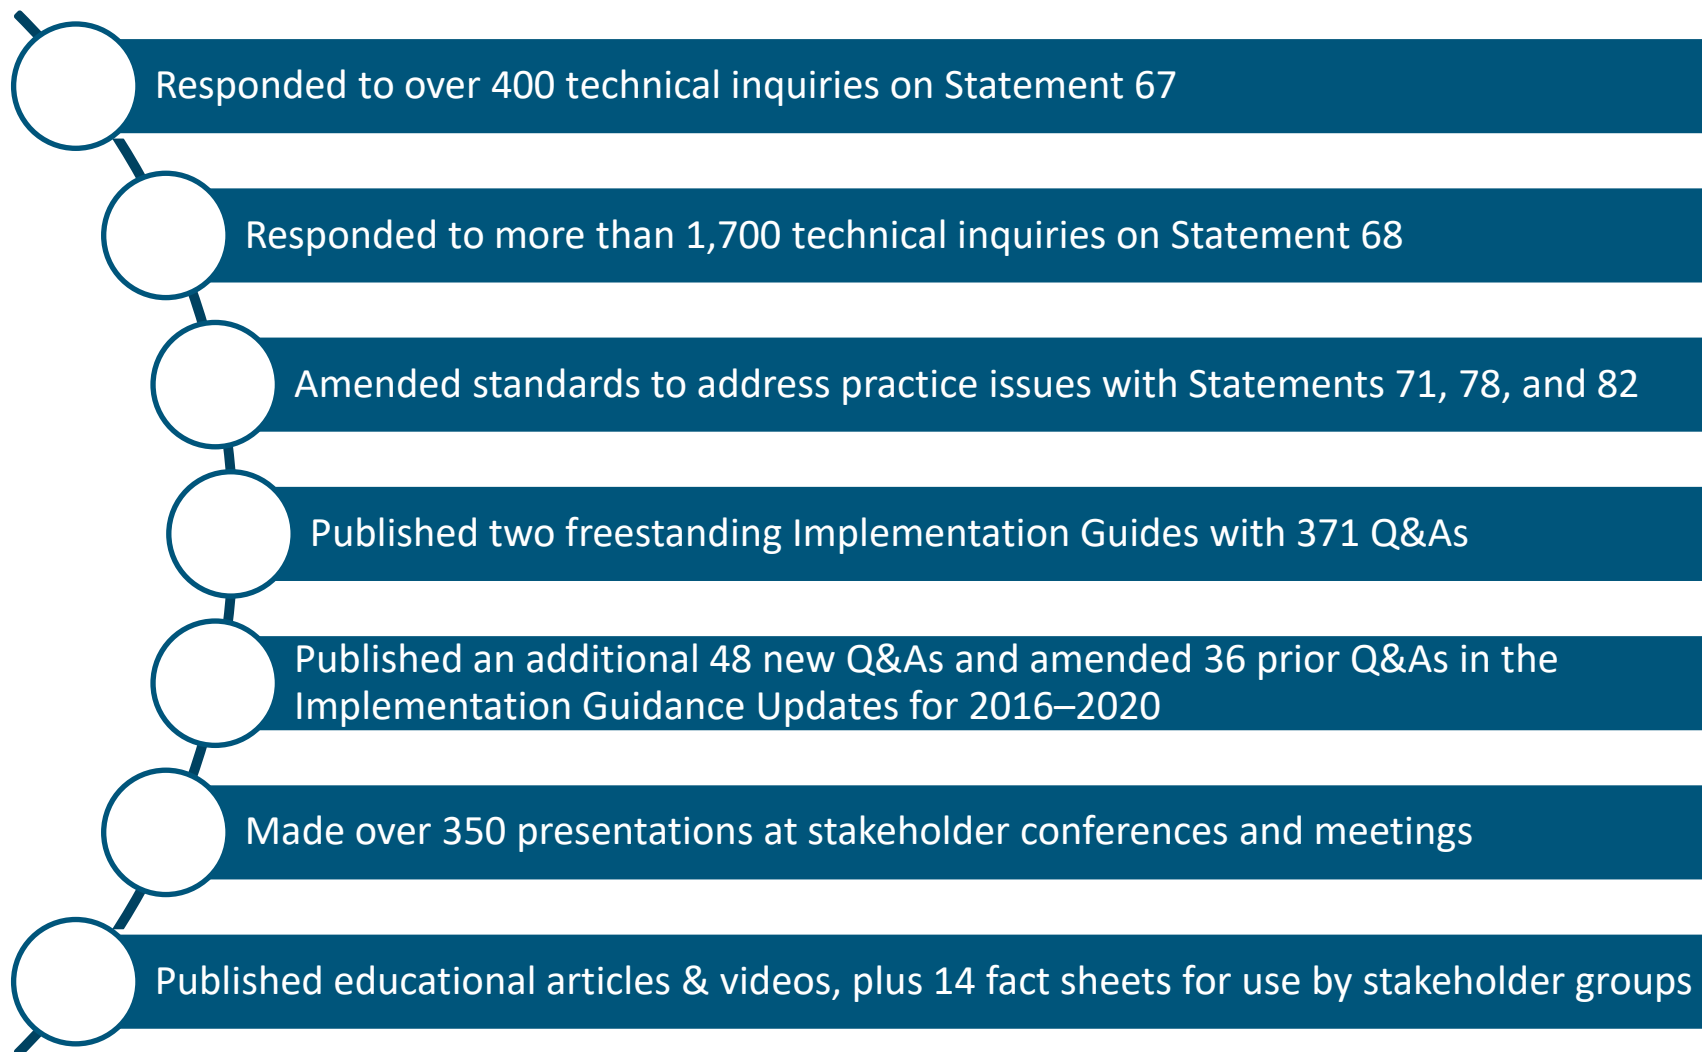 Responded to over 400 technical inquiries on Statement 67
Responded to more than 1,700 technical inquiries on Statement 68
Amended standards to address practice issues with Statements 71, 78, and 82
Published two freestanding Implementation Guides with 371 Q&As
Published an additional 48 new Q&As and amended 36 prior Q&As in the
Implementation Guidance Updates for 2016–2020
Made over 350 presentations at stakeholder conferences and meetings
Published educational articles & videos, plus 14 fact sheets for use by stakeholder groups